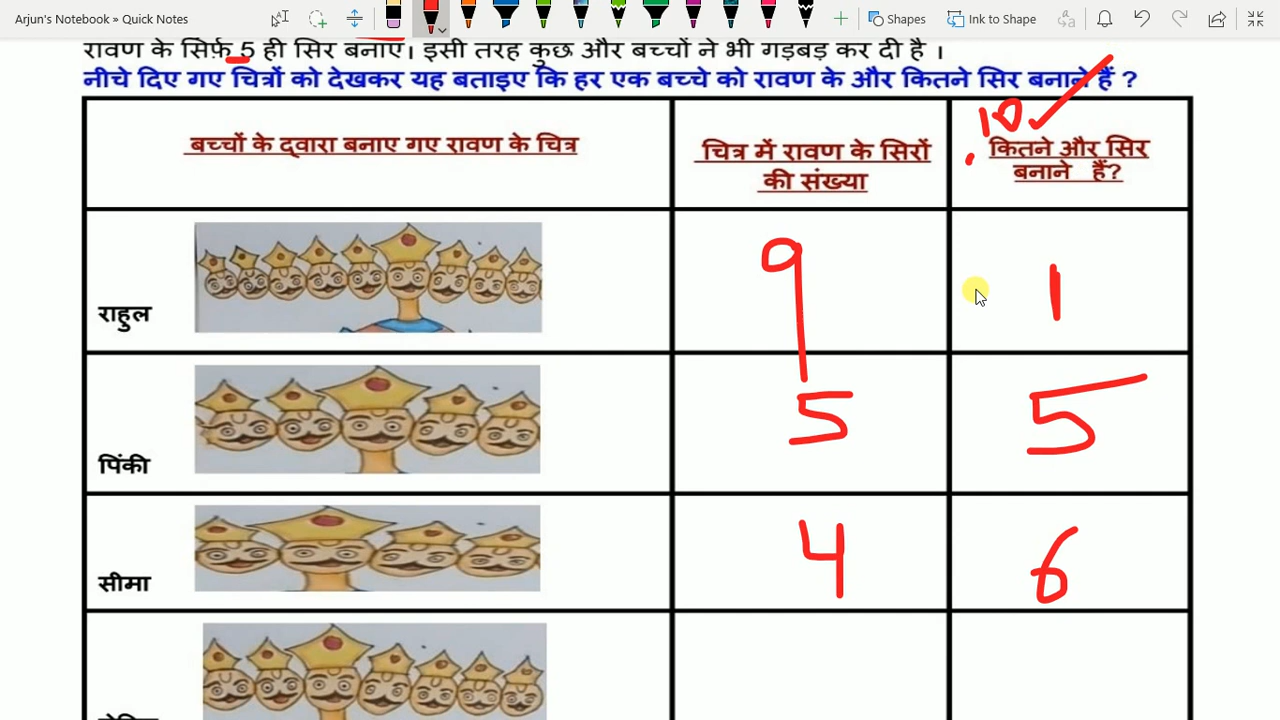 Arjun's Notebook » Quick Notes
Shapes
Ink to Shape
रावण के सिर्फ़ 5 ही सिर बनाए। इसी तरह कुछ और बच्चों ने भी गड़बड़ कर दी है ।
नीचे दिए गए चित्रों को देखकर यह बताइए कि हर एक बच्चे को रावण के और कितने सिर बनाने हैं ?
बच्चों के द्वारा बनाए गए रावण के चित्र
चित्र में रावण के सिरों
की संख्या
10
कितने और सिर
बनाने हैं?
राहुल
9
1
पिंकी
5
5
सीमा
4
6